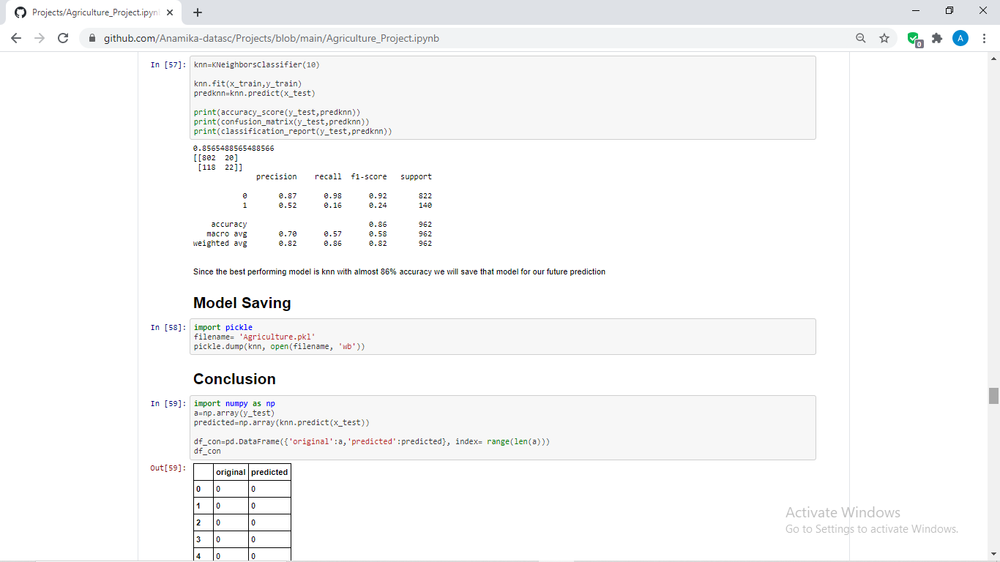 Projects/Agriculture_Project.ipyn
github.com/Anamika-datasc/Projects/blob/main/Agriculture_Project.ipynb
0
A
In [57]:
knn=KNeighborsClassifier(10)
knn.fit(x_train,y_train)
predknn=knn.predict(x_test)
print(accuracy_score(y_test,predknn))
print(confusion_matrix(y_test,predknn))
print(classification_report(y_test,predknn))
0.8565488565488566
[[802 20]
[118 22]]
precision recall f1-score support
0 0.87 0.98 0.92 822
1 0.52 0.16 0.24 140
accuracy 0.86 962
macro avg 0.70 0.57 0.58 962
weighted avg 0.82 0.86 0.82 962
Since the best performing model is knn with almost 86% accuracy we will save that model for our future prediction
Model Saving
In [58]:
import pickle
filename= 'Agriculture.pkl'
pickle.dump(knn, open(filename, 'wb'))
Conclusion
In [59]:
import numpy as np
a=np.array(y_test)
predicted=np.array(knn.predict(x_test))
df_con=pd.DataFrame({'original':a,'predicted':predicted}, index= range(len(a)))
df_con
Out[59]:
original predicted
0 0 0
1 0 0
2 0 0
3 0 0
4 0 0
Activate Windows
Go to Settings to activate Windows.